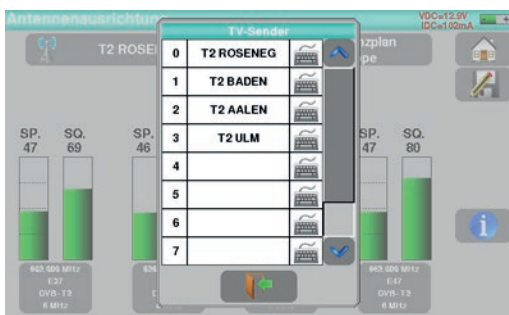 Antennenausrichtung
VDC=12.9V
IDC=102mA
TV-Sender
T2 ROSE
nzplan
pe
0 T2 ROSENEG
1 T2 BADEN
2 T2 AALEN
3 T2 ULM
4
5
6
7
SP. SQ. SP. SP. SQ.
47 69 46 47 80
E37
E47
DVB-T2
DVB-T2
8 MHz
8 MHz